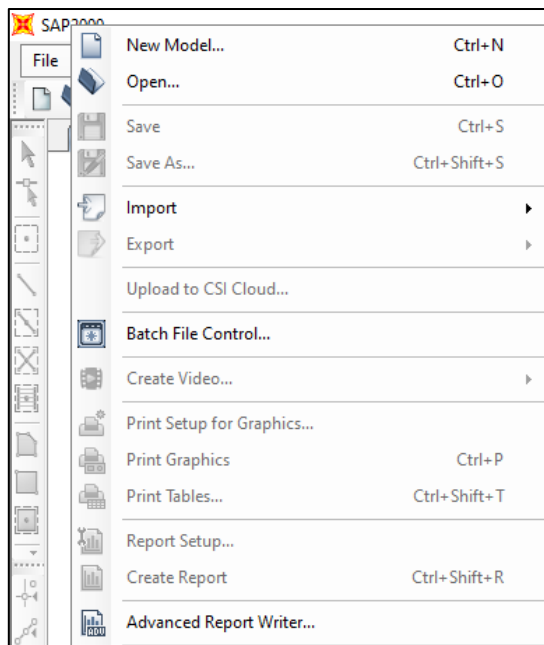 SAP2000
File
New Model... Ctrl+N
Open... Ctrl+O
Save Ctrl+S
Save As... Ctrl+Shift+S
Import
Export
Upload to CSI Cloud...
Batch File Control...
Create Video...
Print Setup for Graphics...
Print Graphics Ctrl+P
Print Tables... Ctrl+Shift+T
Report Setup...
Create Report Ctrl+Shift+R
Advanced Report Writer...
ADV